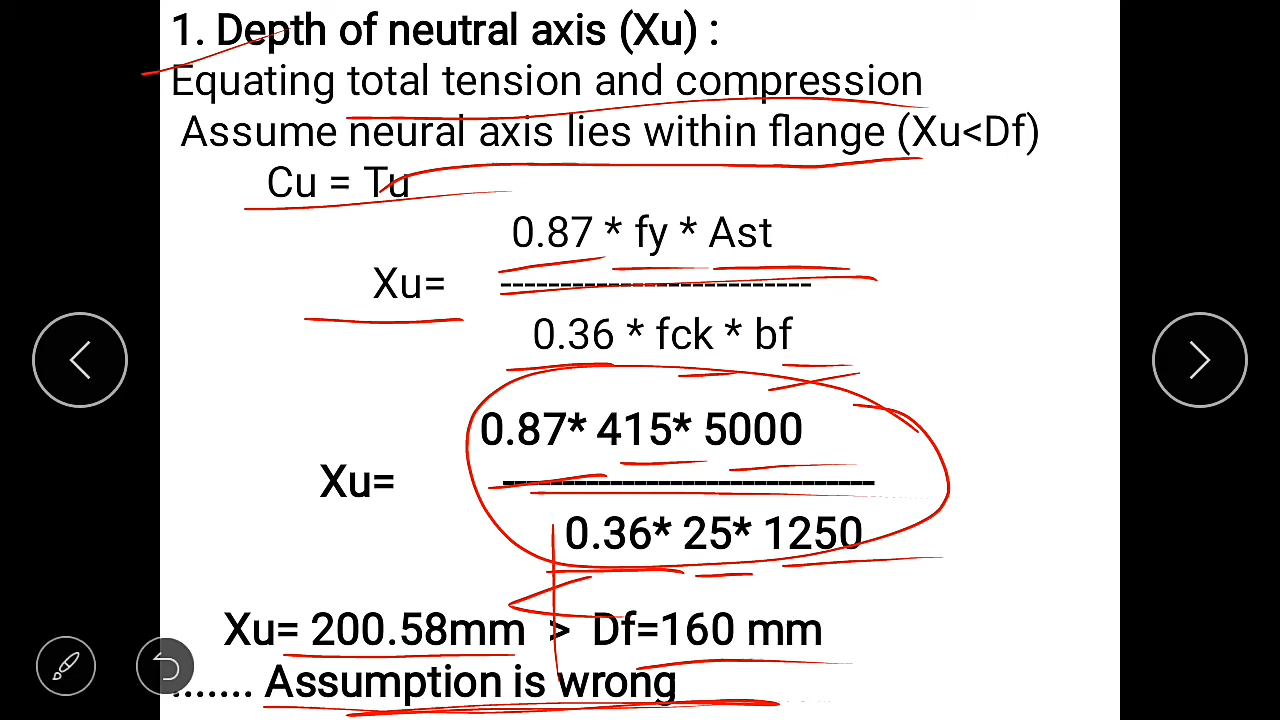 1. Depth of neutral axis (Xu) :
Equating total tension and compression
Assume neural axis lies within flange (Xu<Df)
Cu = Tu
0.87 * fy * Ast
Xu= --------------------------
0.36 * fck * bf
0.87* 415* 5000
Xu= -------------------------------
0.36* 25* 1250
Xu= 200.58mm > Df=160 mm
....... Assumption is wrong